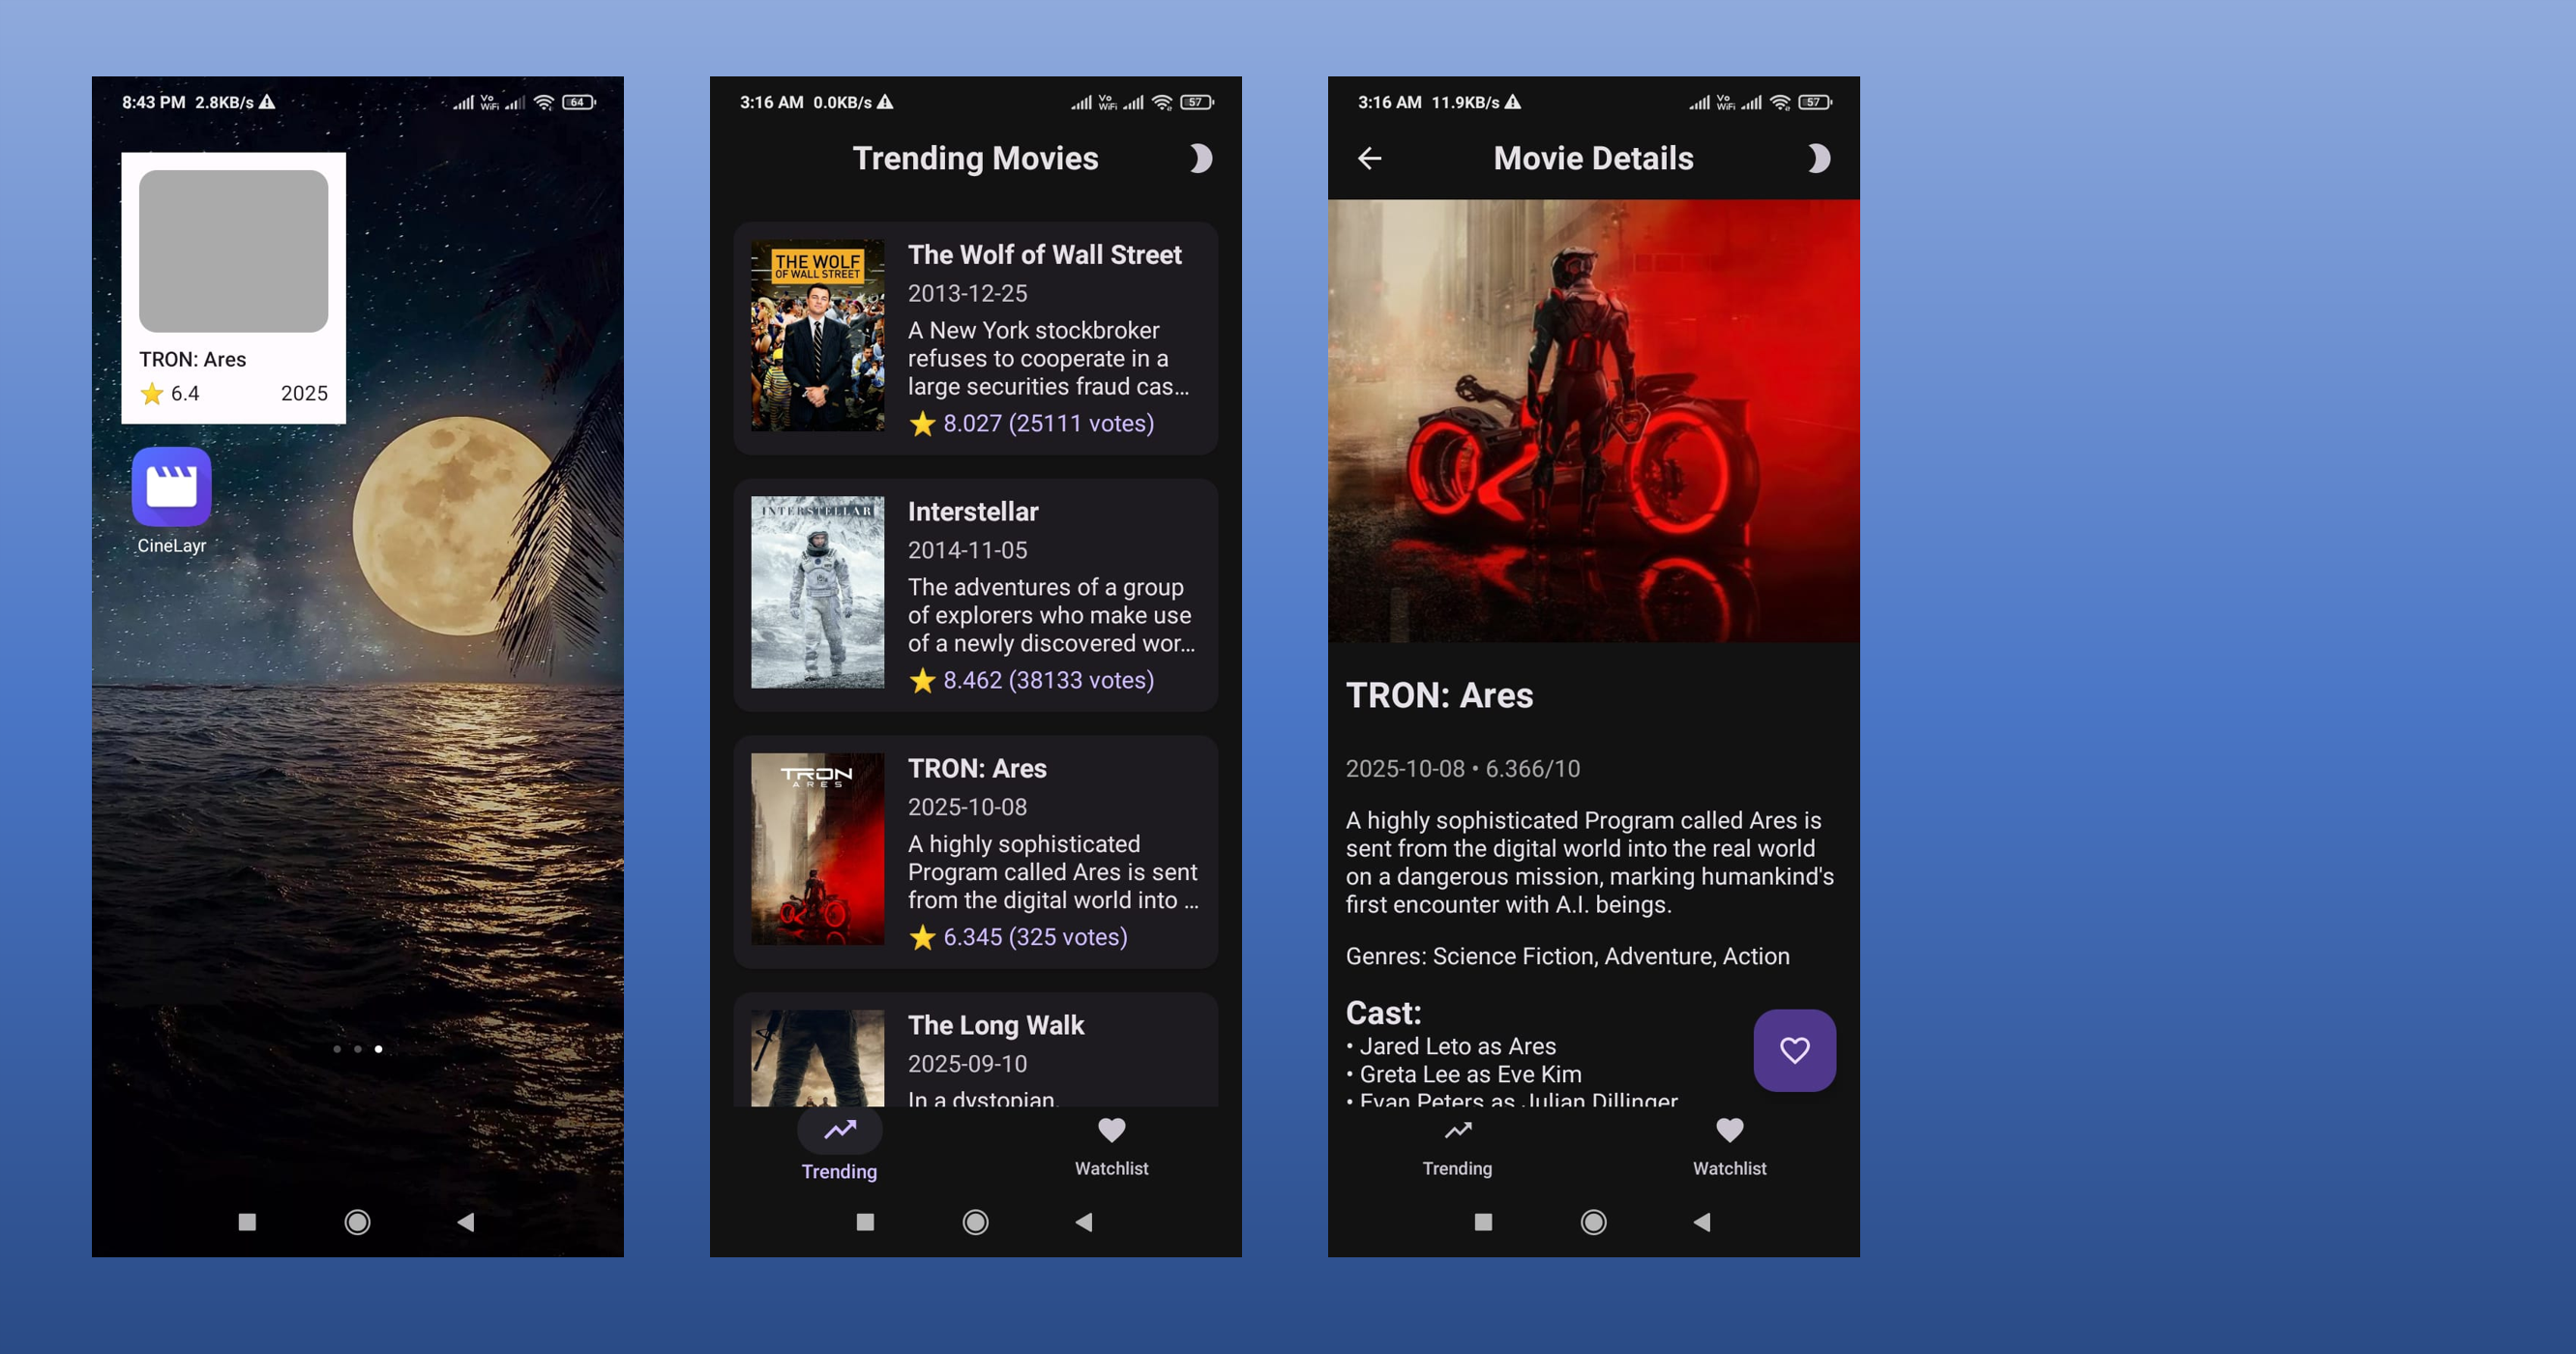 8:43 PM 2.8KB/s
Vo WiFi
64
TRON: Ares
6.4 2025
CineLayr
3:16 AM 0.0KB/s
Vo WiFi
57
Trending Movies
THE WOLF
OF WALL STREET
The Wolf of Wall Street
2013-12-25
A New York stockbroker
refuses to cooperate in a
large securities fraud cas...
8.027 (25111 votes)
INTERSTELLAR
Interstellar
2014-11-05
The adventures of a group
of explorers who make use
of a newly discovered wor...
8.462 (38133 votes)
TRON
ARES
TRON: Ares
2025-10-08
A highly sophisticated
Program called Ares is sent
from the digital world into ...
6.345 (325 votes)
The Long Walk
2025-09-10
In a dystopian,
Trending
Watchlist
3:16 AM 11.9KB/s
Vo WiFi
57
Movie Details
TRON: Ares
2025-10-08 • 6.366/10
A highly sophisticated Program called Ares is
sent from the digital world into the real world
on a dangerous mission, marking humankind's
first encounter with A.I. beings.
Genres: Science Fiction, Adventure, Action
Cast:
• Jared Leto as Ares
• Greta Lee as Eve Kim
• Evan Peters as Julian Dillinger
Trending
Watchlist